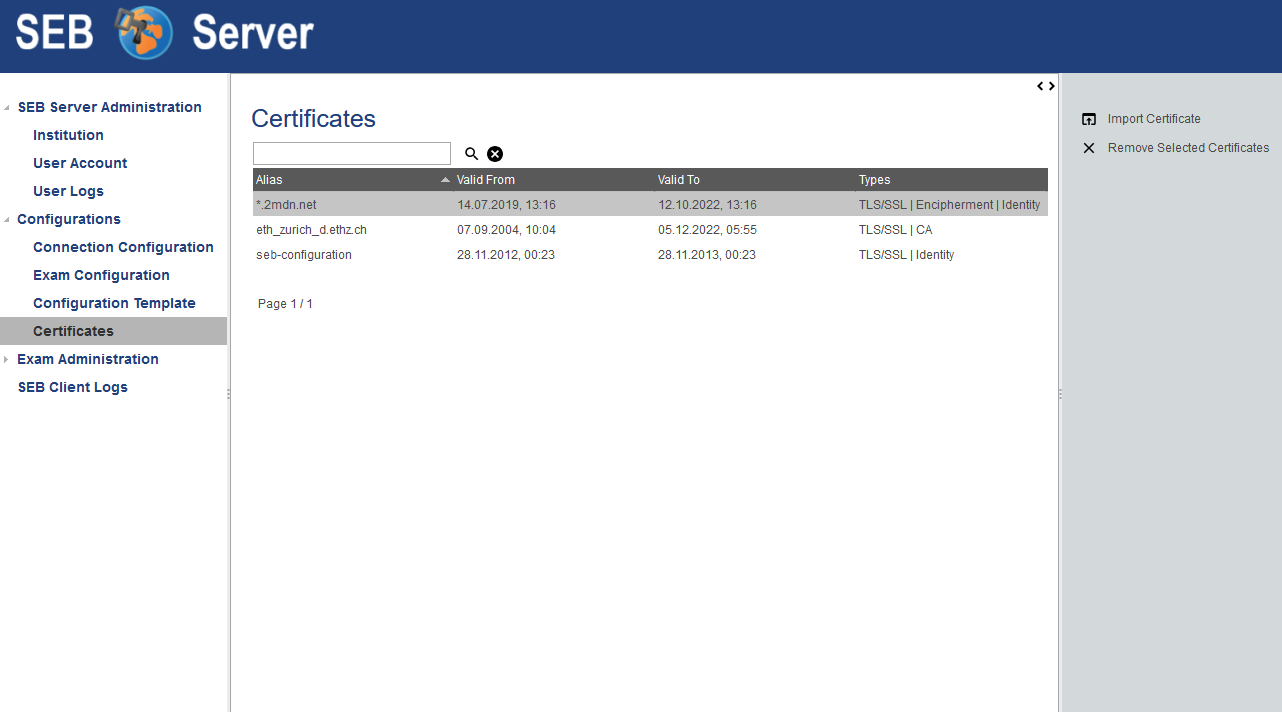 SEB Server
SEB Server Administration
Institution
User Account
User Logs
Configurations
Connection Configuration
Exam Configuration
Configuration Template
Certificates
Exam Administration
SEB Client Logs
Certificates
Alias Valid From Valid To Types
*.2mdn.net 14.07.2019, 13:16 12.10.2022, 13:16 TLS/SSL | Encipherment | Identity
eth_zurich_d.ethz.ch 07.09.2004, 10:04 05.12.2022, 05:55 TLS/SSL | CA
seb-configuration 28.11.2012, 00:23 28.11.2013, 00:23 TLS/SSL | Identity
Page 1 / 1
Import Certificate
Remove Selected Certificates